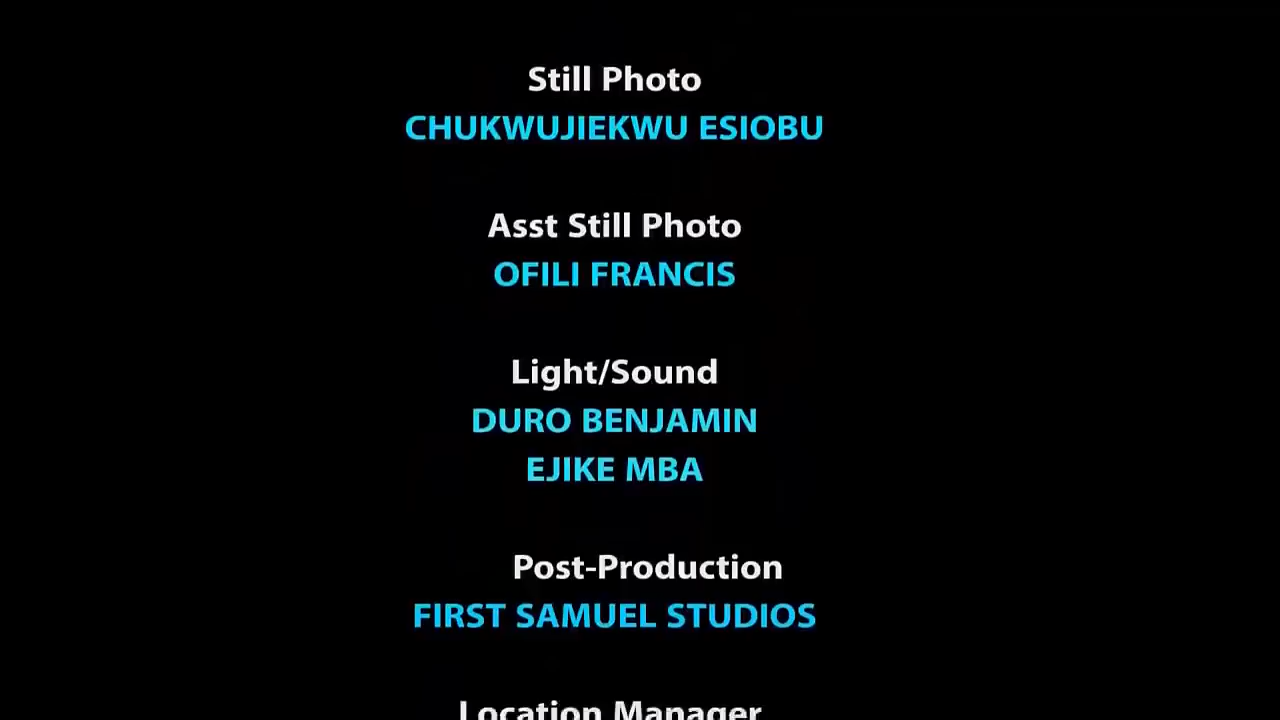 Still Photo
CHUKWUJIEKWU ESIOBU
Asst Still Photo
OFILI FRANCIS
Light/Sound
DURO BENJAMIN
EJIKE MBA
Post-Production
FIRST SAMUEL STUDIOS
Location Manager